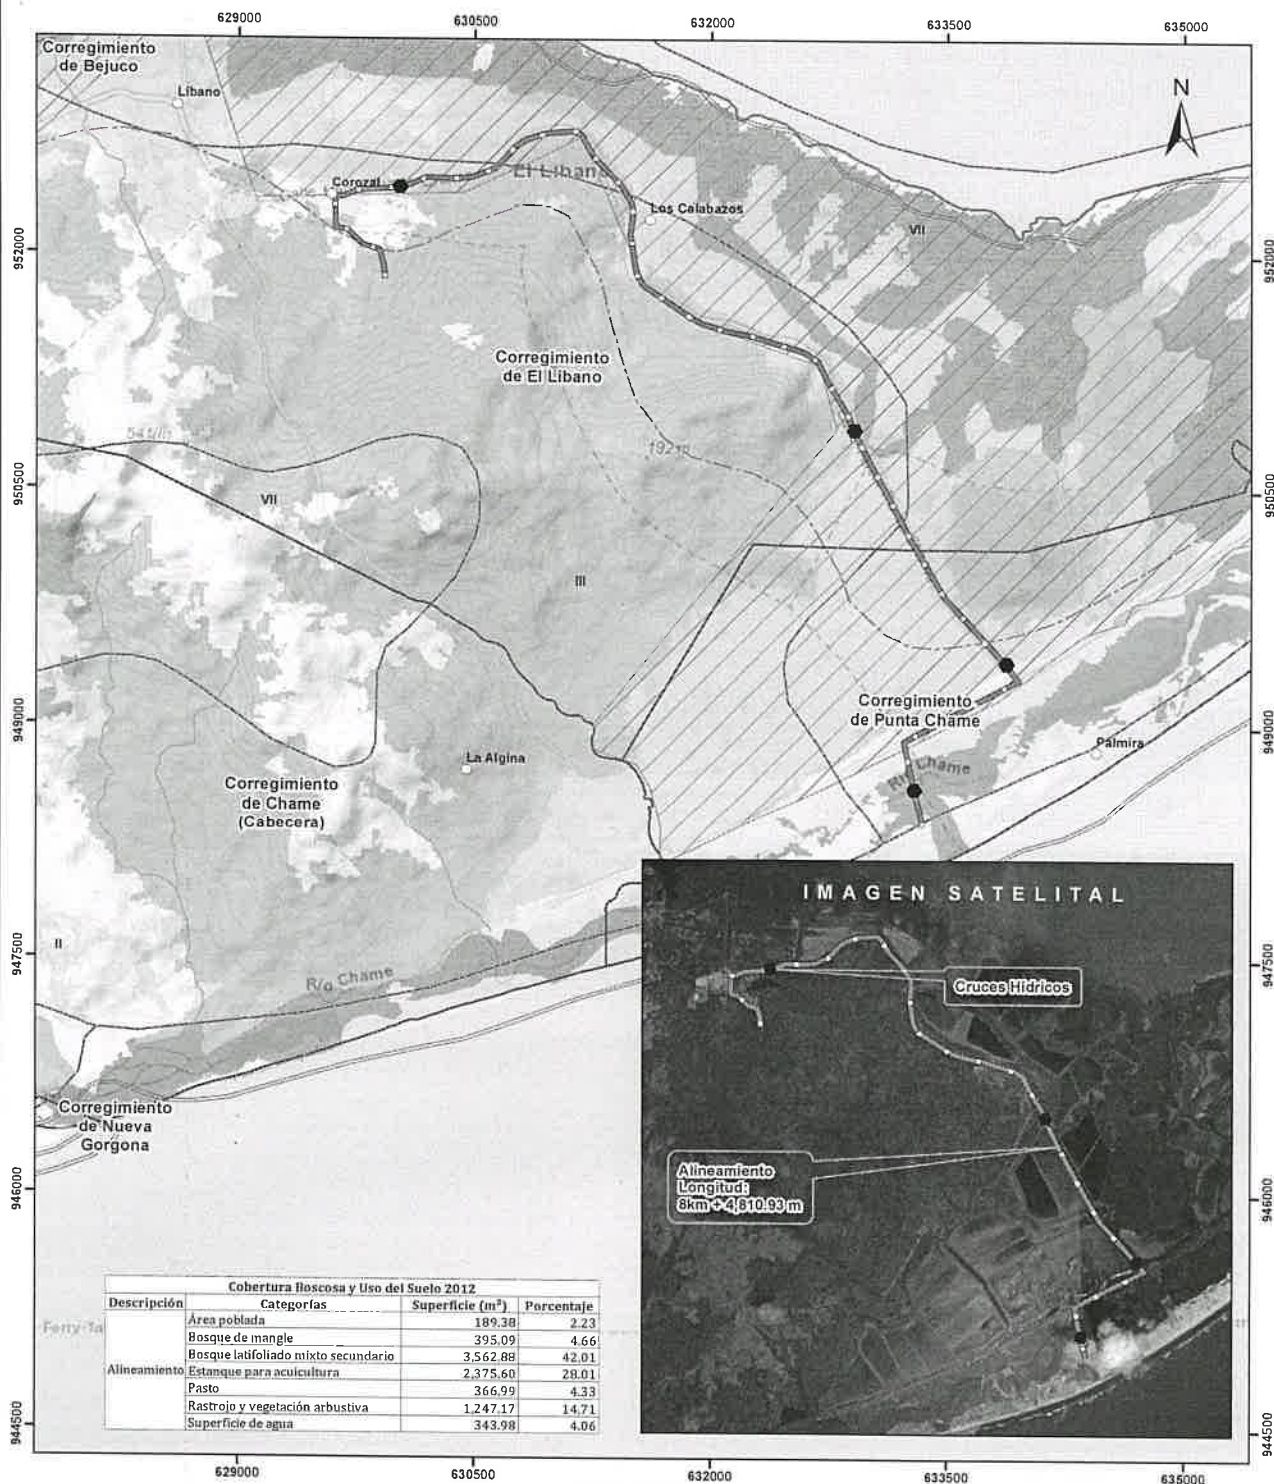 629000
630500
632000
633500
635000
Corregimiento
de Bejuco
Líbano
N
Corozal
El Líbano
Los Calabazos
VII
952000
952000
Corregimiento
de El Líbano
192m
VII
950500
950500
III
Corregimiento
de Punta Chame
949000
949000
Palmira
La Algina
Río Chame
Corregimiento
de Chame
(Cabecera)
IMAGEN SATELITAL
II
947500
947500
Río Chame
Cruces Hídricos
Corregimiento
de Nueva
Gorgona
Alineamiento
Longitud:
8km + 4,810.93 m
946000
946000
Cobertura Boscosa y Uso del Suelo 2012
Descripción Categorías Superficie (m²) Porcentaje
Área poblada 189.38 2.23
Bosque de mangle 395.09 4.66
Bosque latifoliado mixto secundario 3,562.88 42.01
Alineamiento Estanque para acuicultura 2,375.60 28.01
Pasto 366.99 4.33
Rastrojo y vegetación arbustiva 1,247.17 14.71
Superficie de agua 343.98 4.06
944500
944500
629000
630500
632000
633500
635000